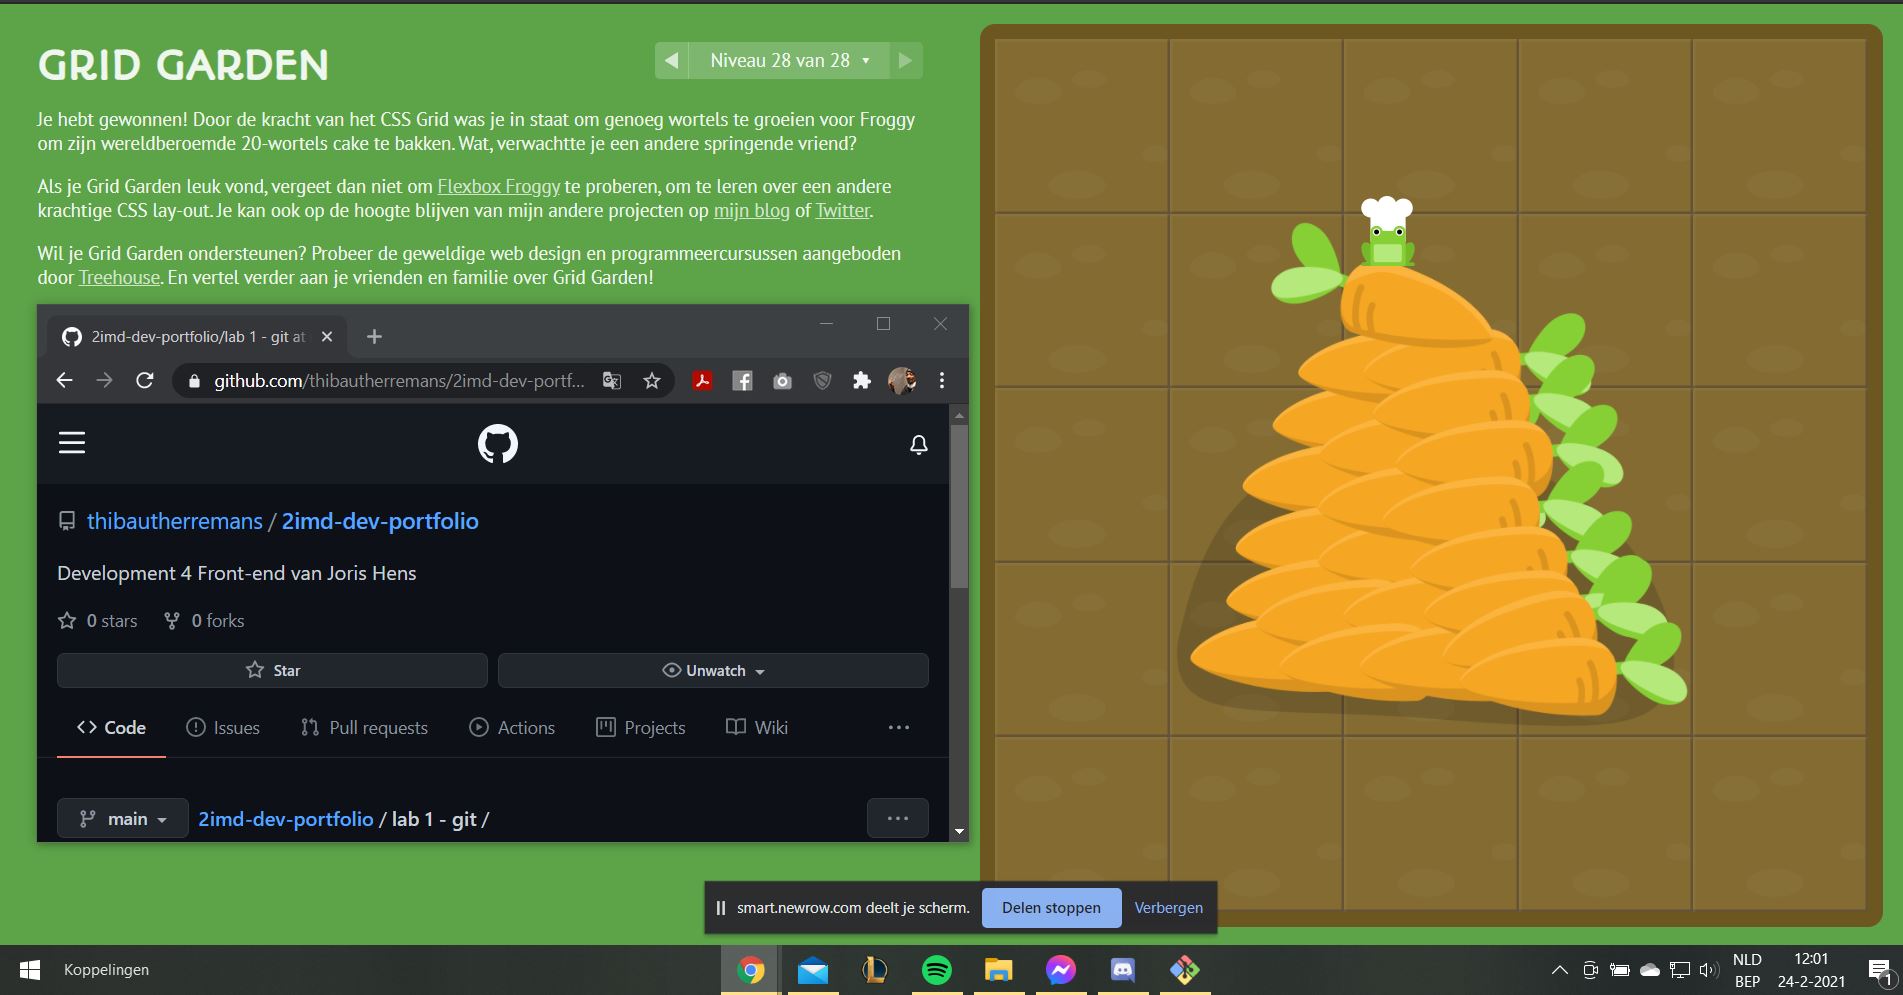 GRID GARDEN
Niveau 28 van 28
Je hebt gewonnen! Door de kracht van het CSS Grid was je in staat om genoeg wortels te groeien voor Froggy
om zijn wereldberoemde 20-wortels cake te bakken. Wat, verwachtte je een andere springende vriend?
Als je Grid Garden leuk vond, vergeet dan niet om Flexbox Froggy te proberen, om te leren over een andere
krachtige CSS lay-out. Je kan ook op de hoogte blijven van mijn andere projecten op mijn blog of Twitter.
Wil je Grid Garden ondersteunen? Probeer de geweldige web design en programmeercursussen aangeboden
door Treehouse. En vertel verder aan je vrienden en familie over Grid Garden!
2imd-dev-portfolio/lab 1 - git at
github.com/thibautherremans/2imd-dev-portf...
thibautherremans / 2imd-dev-portfolio
Development 4 Front-end van Joris Hens
0 stars 0 forks
Star Unwatch
Code Issues Pull requests Actions Projects Wiki
main 2imd-dev-portfolio / lab 1 - git /
smart.newrow.com deelt je scherm. Delen stoppen Verbergen
Koppelingen
NLD 12:01
BEP 24-2-2021
1